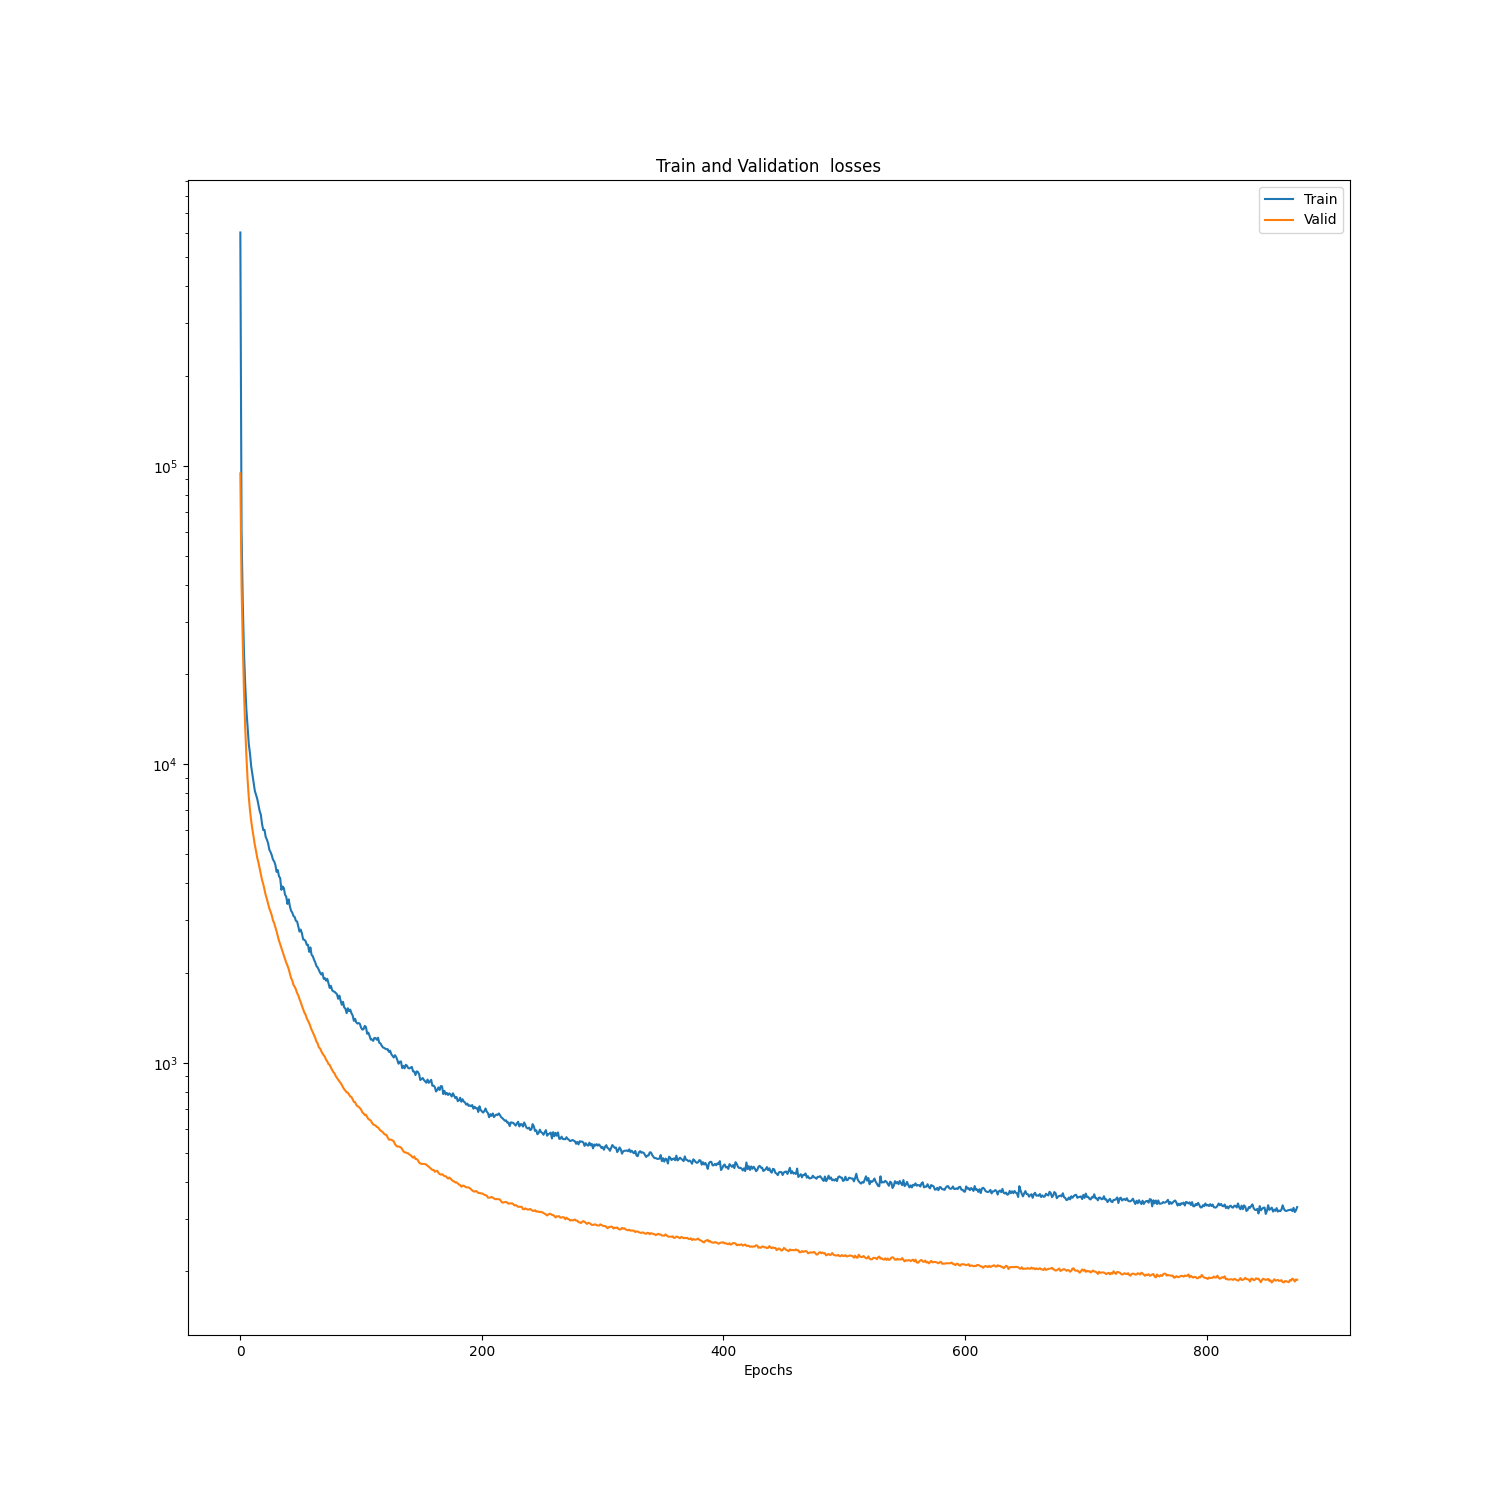 Train and Validation  losses
Train
Valid
10^5
10^4
10^3
0 200 400 600 800
Epochs